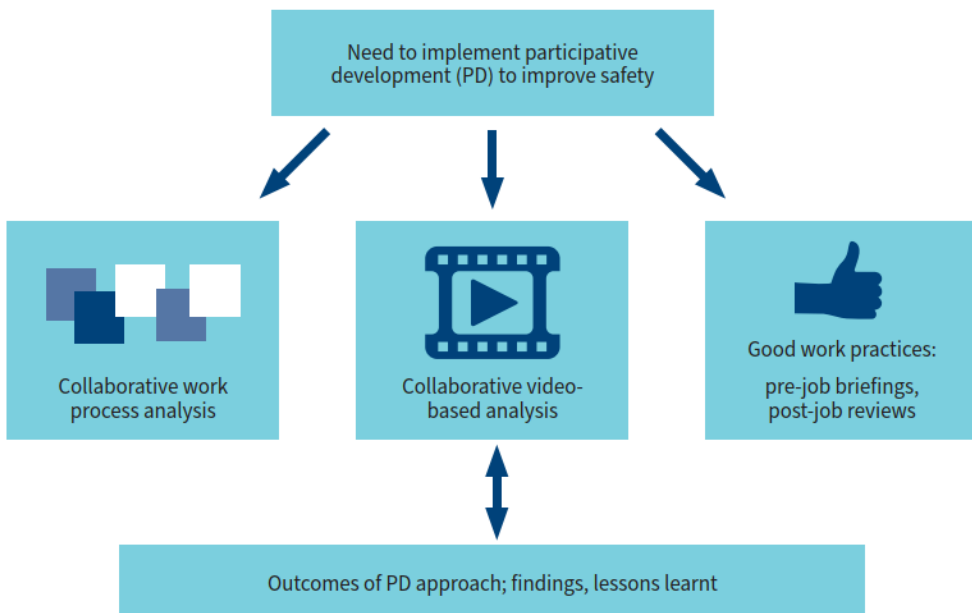 Need to implement participative
development (PD) to improve safety
Collaborative work
process analysis
Collaborative video-
based analysis
Good work practices:
pre-job briefings,
post-job reviews
Outcomes of PD approach; findings, lessons learnt